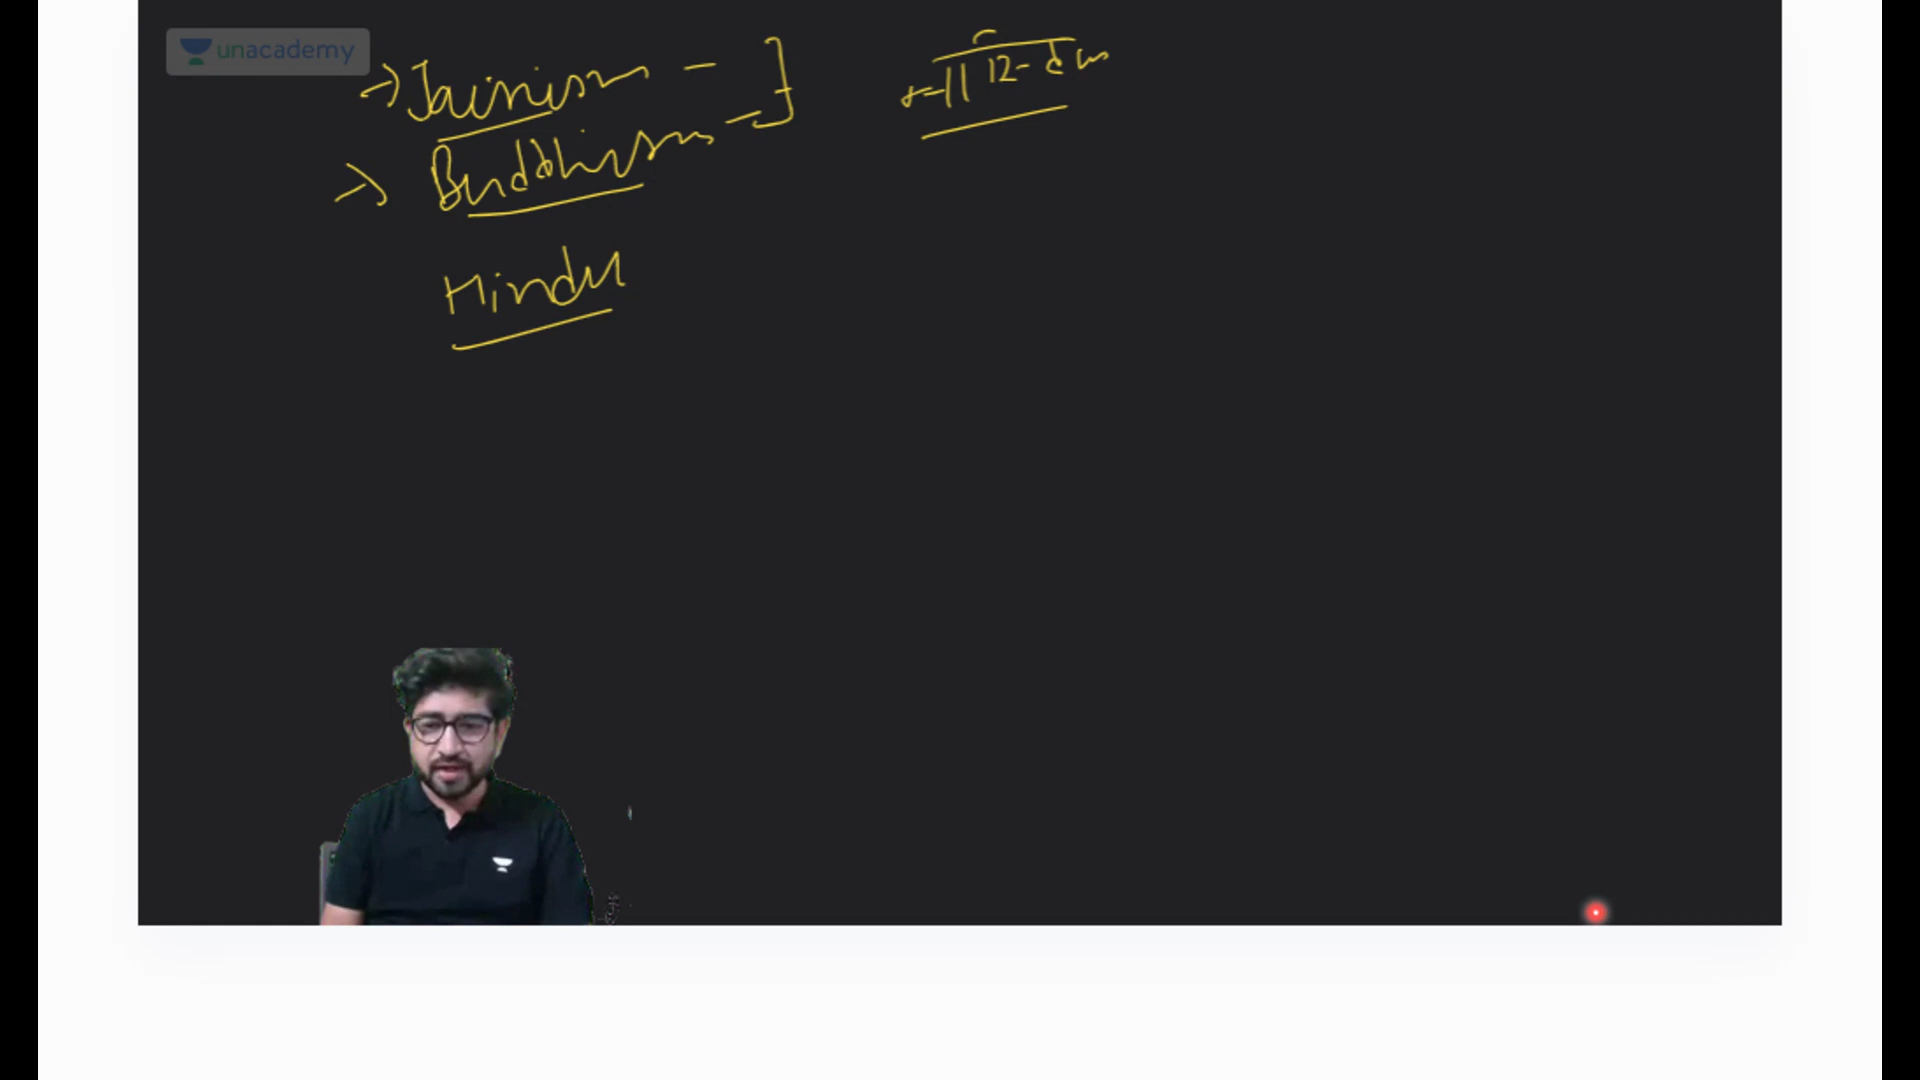 unacademy
→ Jainism -
→ Buddhism -
Hindu